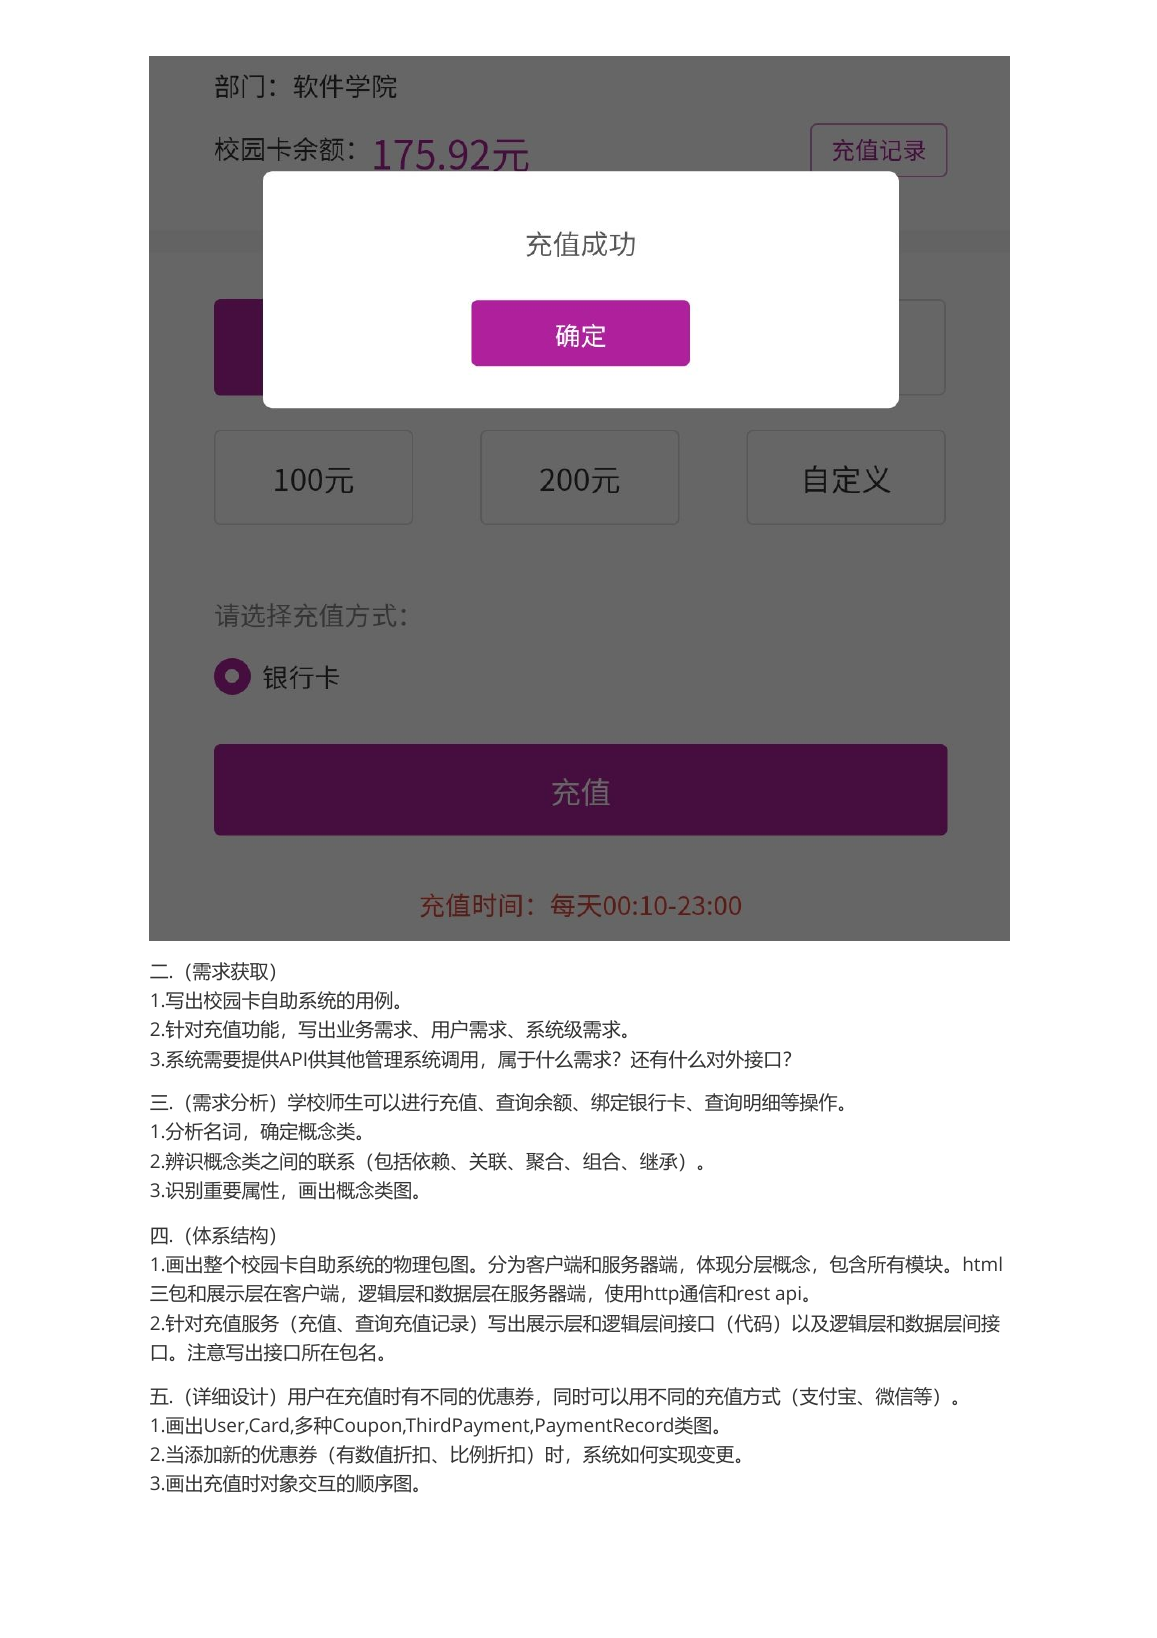 部门：软件学院
校园卡余额：175.92元
充值记录
充值成功
确定
100元
200元
自定义
请选择充值方式：
银行卡
充值
充值时间：每天00:10-23:00
二.（需求获取）
1.写出校园卡自助系统的用例。
2.针对充值功能，写出业务需求、用户需求、系统级需求。
3.系统需要提供API供其他管理系统调用，属于什么需求？还有什么对外接口？
三.（需求分析）学校师生可以进行充值、查询余额、绑定银行卡、查询明细等操作。
1.分析名词，确定概念类。
2.辨识概念类之间的联系（包括依赖、关联、聚合、组合、继承）。
3.识别重要属性，画出概念类图。
四.（体系结构）
1.画出整个校园卡自助系统的物理包图。分为客户端和服务器端，体现分层概念，包含所有模块。html
三包和展示层在客户端，逻辑层和数据层在服务器端，使用http通信和rest api。
2.针对充值服务（充值、查询充值记录）写出展示层和逻辑层间接口（代码）以及逻辑层和数据层间接
口。注意写出接口所在包名。
五.（详细设计）用户在充值时有不同的优惠券，同时可以用不同的充值方式（支付宝、微信等）。
1.画出User,Card,多种Coupon,ThirdPayment,PaymentRecord类图。
2.当添加新的优惠券（有数值折扣、比例折扣）时，系统如何实现变更。
3.画出充值时对象交互的顺序图。